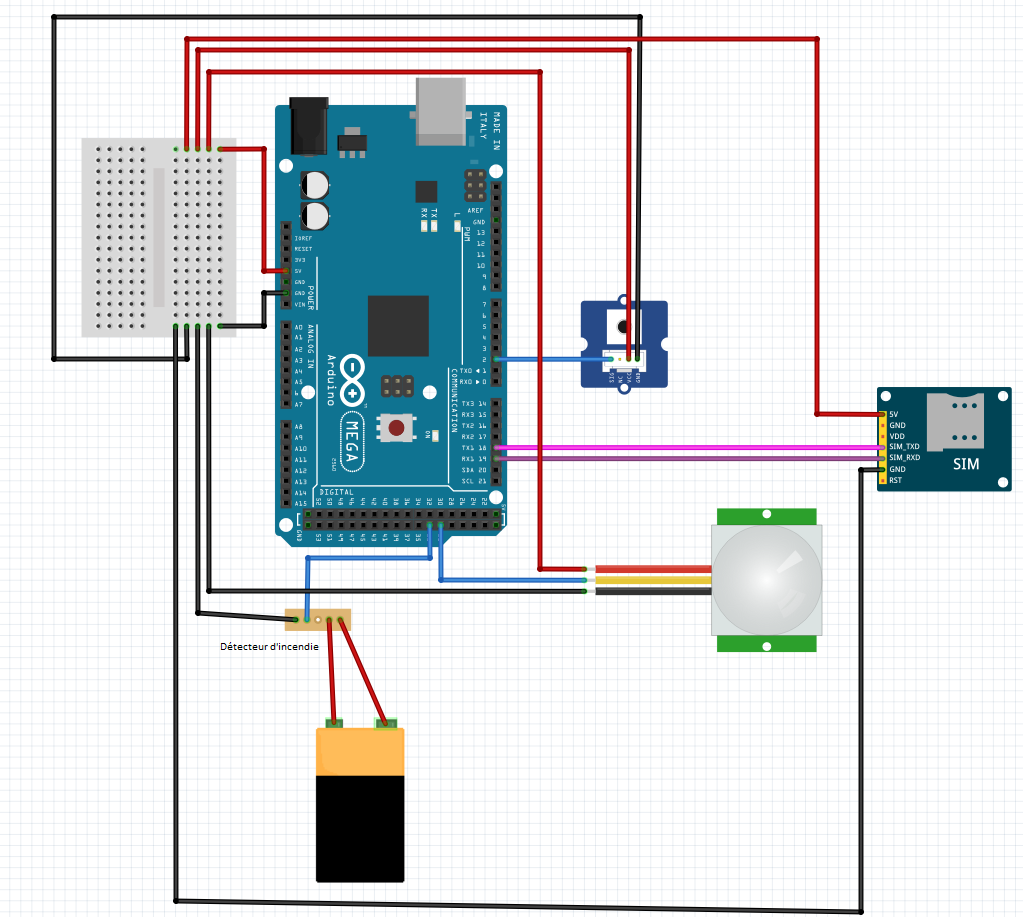 MADE IN
ITALY
AREF
GND
13
12
11
10
9
8
PWM
RX
TX
L
IOREF
RESET
3V3
5V
GND
GND
VIN
POWER
7
6
5
4
3
2
TX0 ▶ 1
RX0 ◀ 0
A0
A1
A2
A3
A4
A5
A7
ANALOG IN
Arduino
MEGA
2560
ON
COMMUNICATION
TX3 14
RX3 15
TX2 16
RX2 17
TX1 18
RX1 19
SDA 20
SCL 21
A8
A9
A10
A11
A12
A13
A14
A15
DIGITAL
GND
SIG
NC
VCC
GND
5V
GND
VDD
SIM_TXD
SIM_RXD
GND
RST
SIM
Détecteur d'incendie